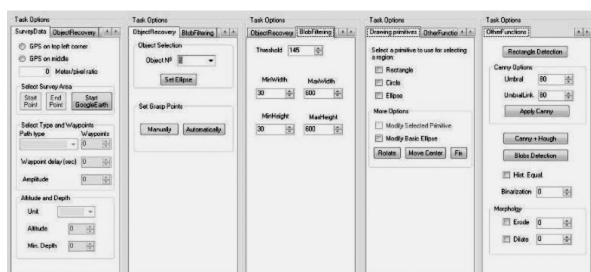 Task Options
SurveyData ObjectRecovery
GPS on top left corner
GPS on middle
0 Meter/pixel ratio
Select Survey Area
Start Point End Point Start GoogleEarth
Select Type and Waypoints
Path type Waypoints
0
Waypoint delay(sec) 0
Amplitude 0
Altitude and Depth
Unit
Altitude 0
Min. Depth 0
Task Options
ObjectRecovery BlobFiltering
Object Selection
Object Nº
Set Ellipse
Set Grasp Points
Manually Automatically
Task Options
ObjectRecovery BlobFiltering
Threshold 145
MinWidth MaxWidth
30 600
MinHeight MaxHeight
30 600
Task Options
Drawing primitives OtherFunctio
Select a primitive to use for selecting
a region:
Rectangle
Circle
Ellipse
More Options
Modify Selected Primitive
Modify Basic Ellipse
Rotate Move Center Fix
Task Options
OtherFunctions
Rectangle Detection
Canny Options
Umbral 80
UmbralLink 80
Apply Canny
Canny + Hough
Blobs Detection
Hist. Equal
Binarization 0
Morphology
Erode 0
Dilate 0